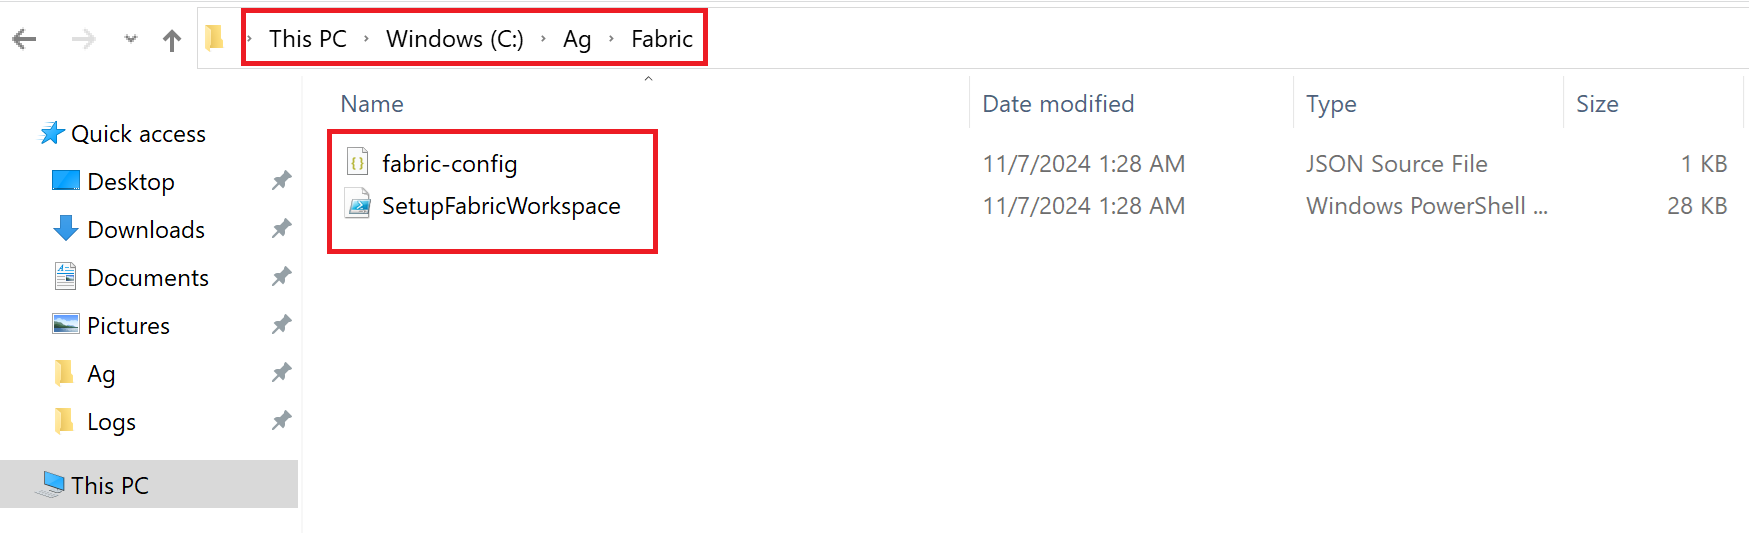 This PC › Windows (C:) › Ag › Fabric
Name Date modified Type Size
Quick access
Desktop
Downloads
Documents
Pictures
Ag
Logs
This PC
fabric-config 11/7/2024 1:28 AM JSON Source File 1 KB
SetupFabricWorkspace 11/7/2024 1:28 AM Windows PowerShell ... 28 KB